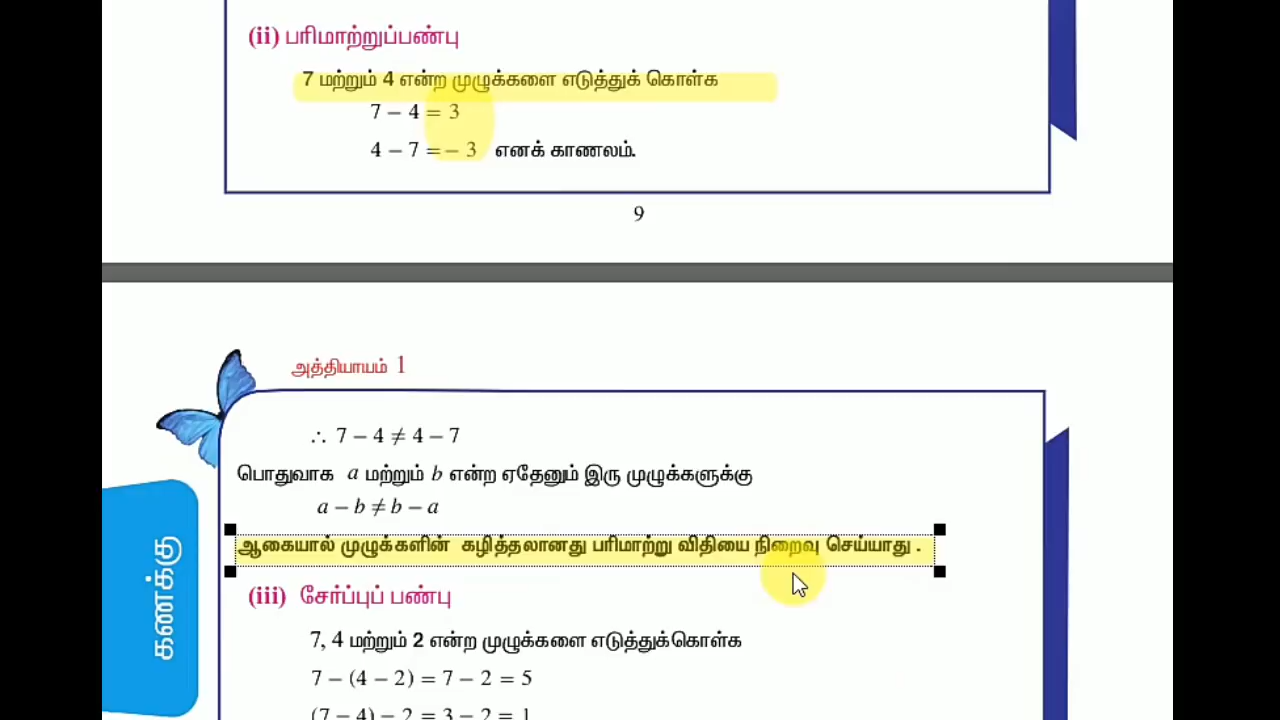 (ii) பரிமாற்றுப்பண்பு
7 மற்றும் 4 என்ற முழுக்களை எடுத்துக் கொள்க
7 − 4 = 3
4 − 7 = − 3 எனக் காணலம்.
9
அத்தியாயம் 1
∴ 7 − 4 ≠ 4 − 7
பொதுவாக a மற்றும் b என்ற ஏதேனும் இரு முழுக்களுக்கு
a − b ≠ b − a
ஆகையால் முழுக்களின் கழித்தலானது பரிமாற்று விதியை நிறைவு செய்யாது .
கணக்கு
(iii) சேர்ப்புப் பண்பு
7, 4 மற்றும் 2 என்ற முழுக்களை எடுத்துக்கொள்க
7 − (4 − 2) = 7 − 2 = 5
(7 − 4) − 2 = 3 − 2 = 1